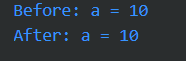 Before: a = 10
After: a = 10